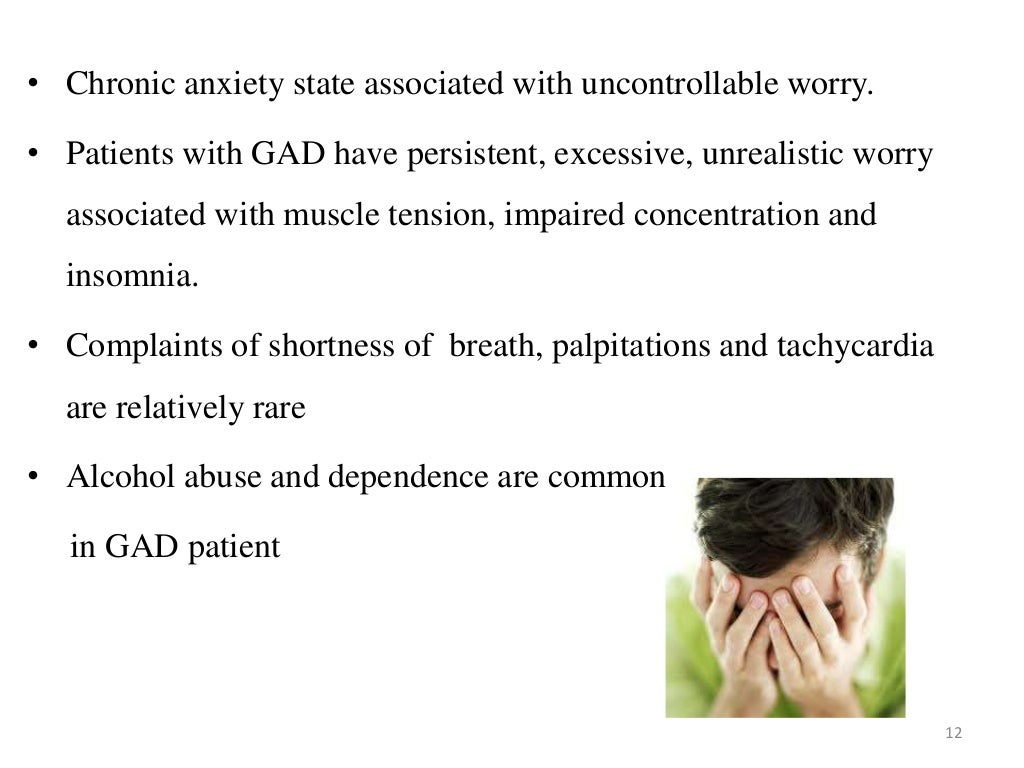 • Chronic anxiety state associated with uncontrollable worry.
• Patients with GAD have persistent, excessive, unrealistic worry
associated with muscle tension, impaired concentration and
insomnia.
• Complaints of shortness of  breath, palpitations and tachycardia
are relatively rare
• Alcohol abuse and dependence are common
in GAD patient
12